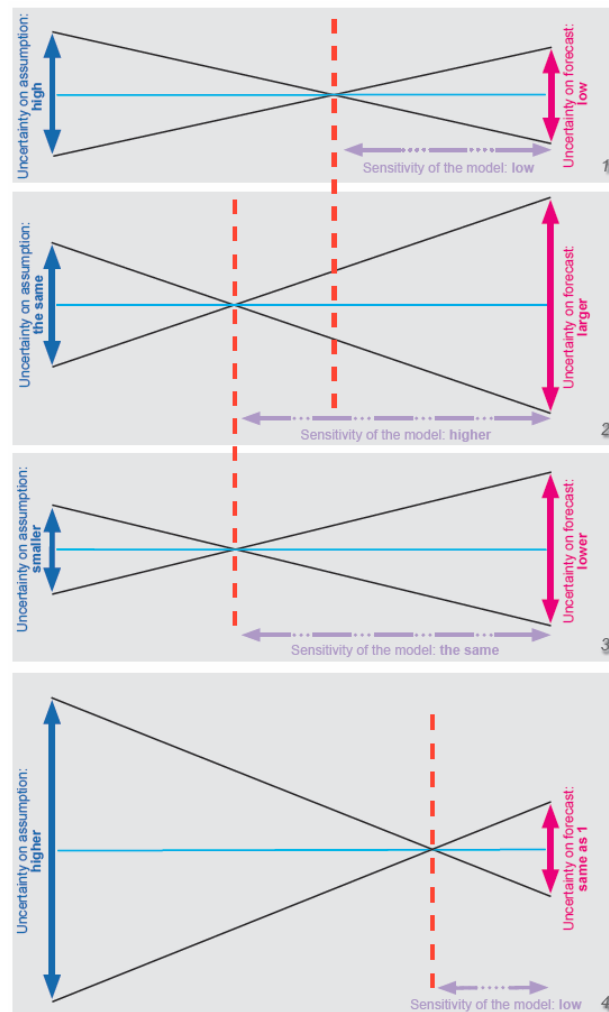 Uncertainty on assumption:
high
Uncertainty on forecast:
low
Sensitivity of the model: low
1
Uncertainty on assumption:
the same
Uncertainty on forecast:
larger
Sensitivity of the model: higher
2
Uncertainty on assumption:
smaller
Uncertainty on forecast:
lower
Sensitivity of the model: the same
3
Uncertainty on assumption:
higher
Uncertainty on forecast:
same as 1
Sensitivity of the model: low
4